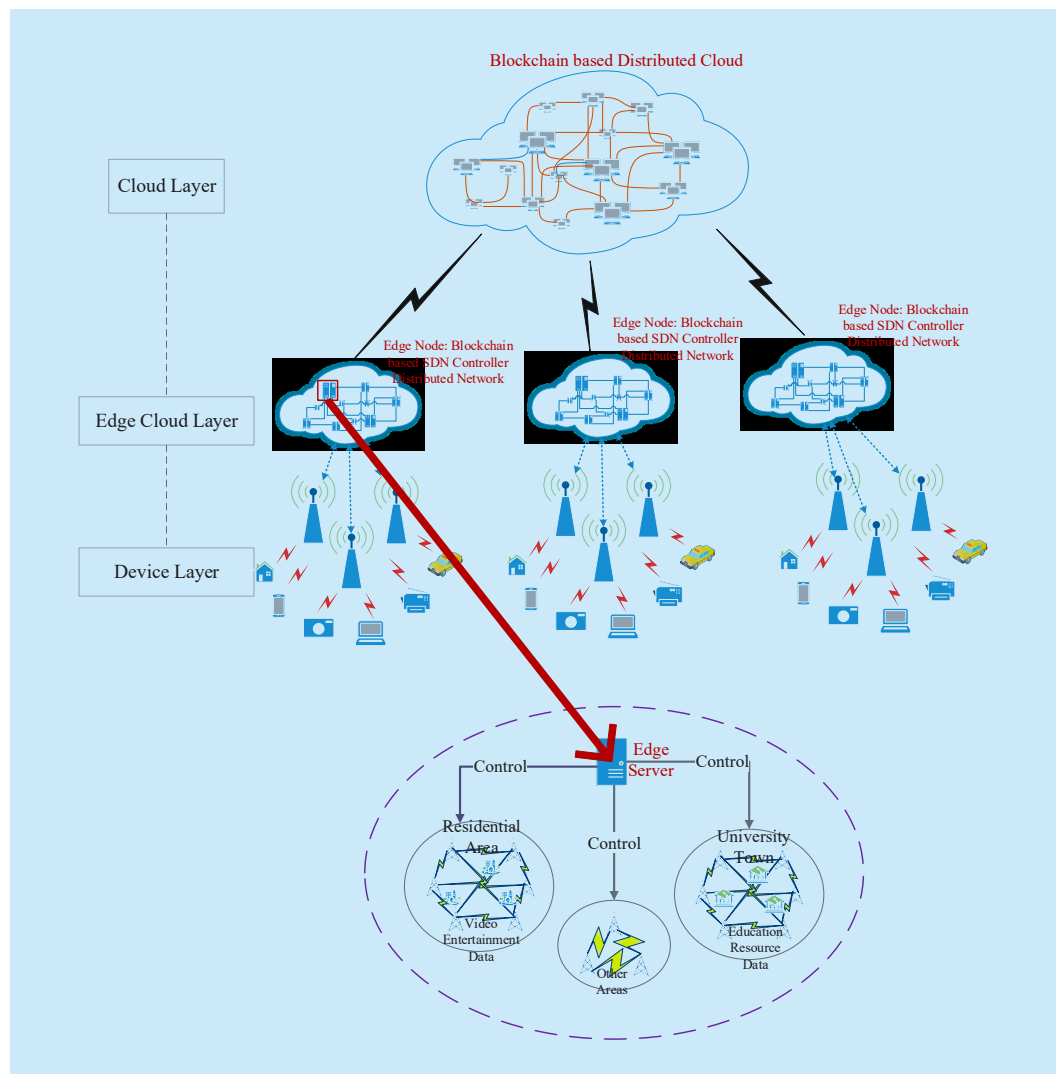 Blockchain based Distributed Cloud
Cloud Layer
Edge Node: Blockchain
based SDN Controller
Distributed Network
Edge Node: Blockchain
based SDN Controller
Distributed Network
Edge Node: Blockchain
based SDN Controller
Distributed Network
Edge Cloud Layer
Device Layer
Edge
Server
Control
Control
Control
Residential
Area
Video
Entertainment
Data
University
Town
Education
Resource
Data
Other
Areas